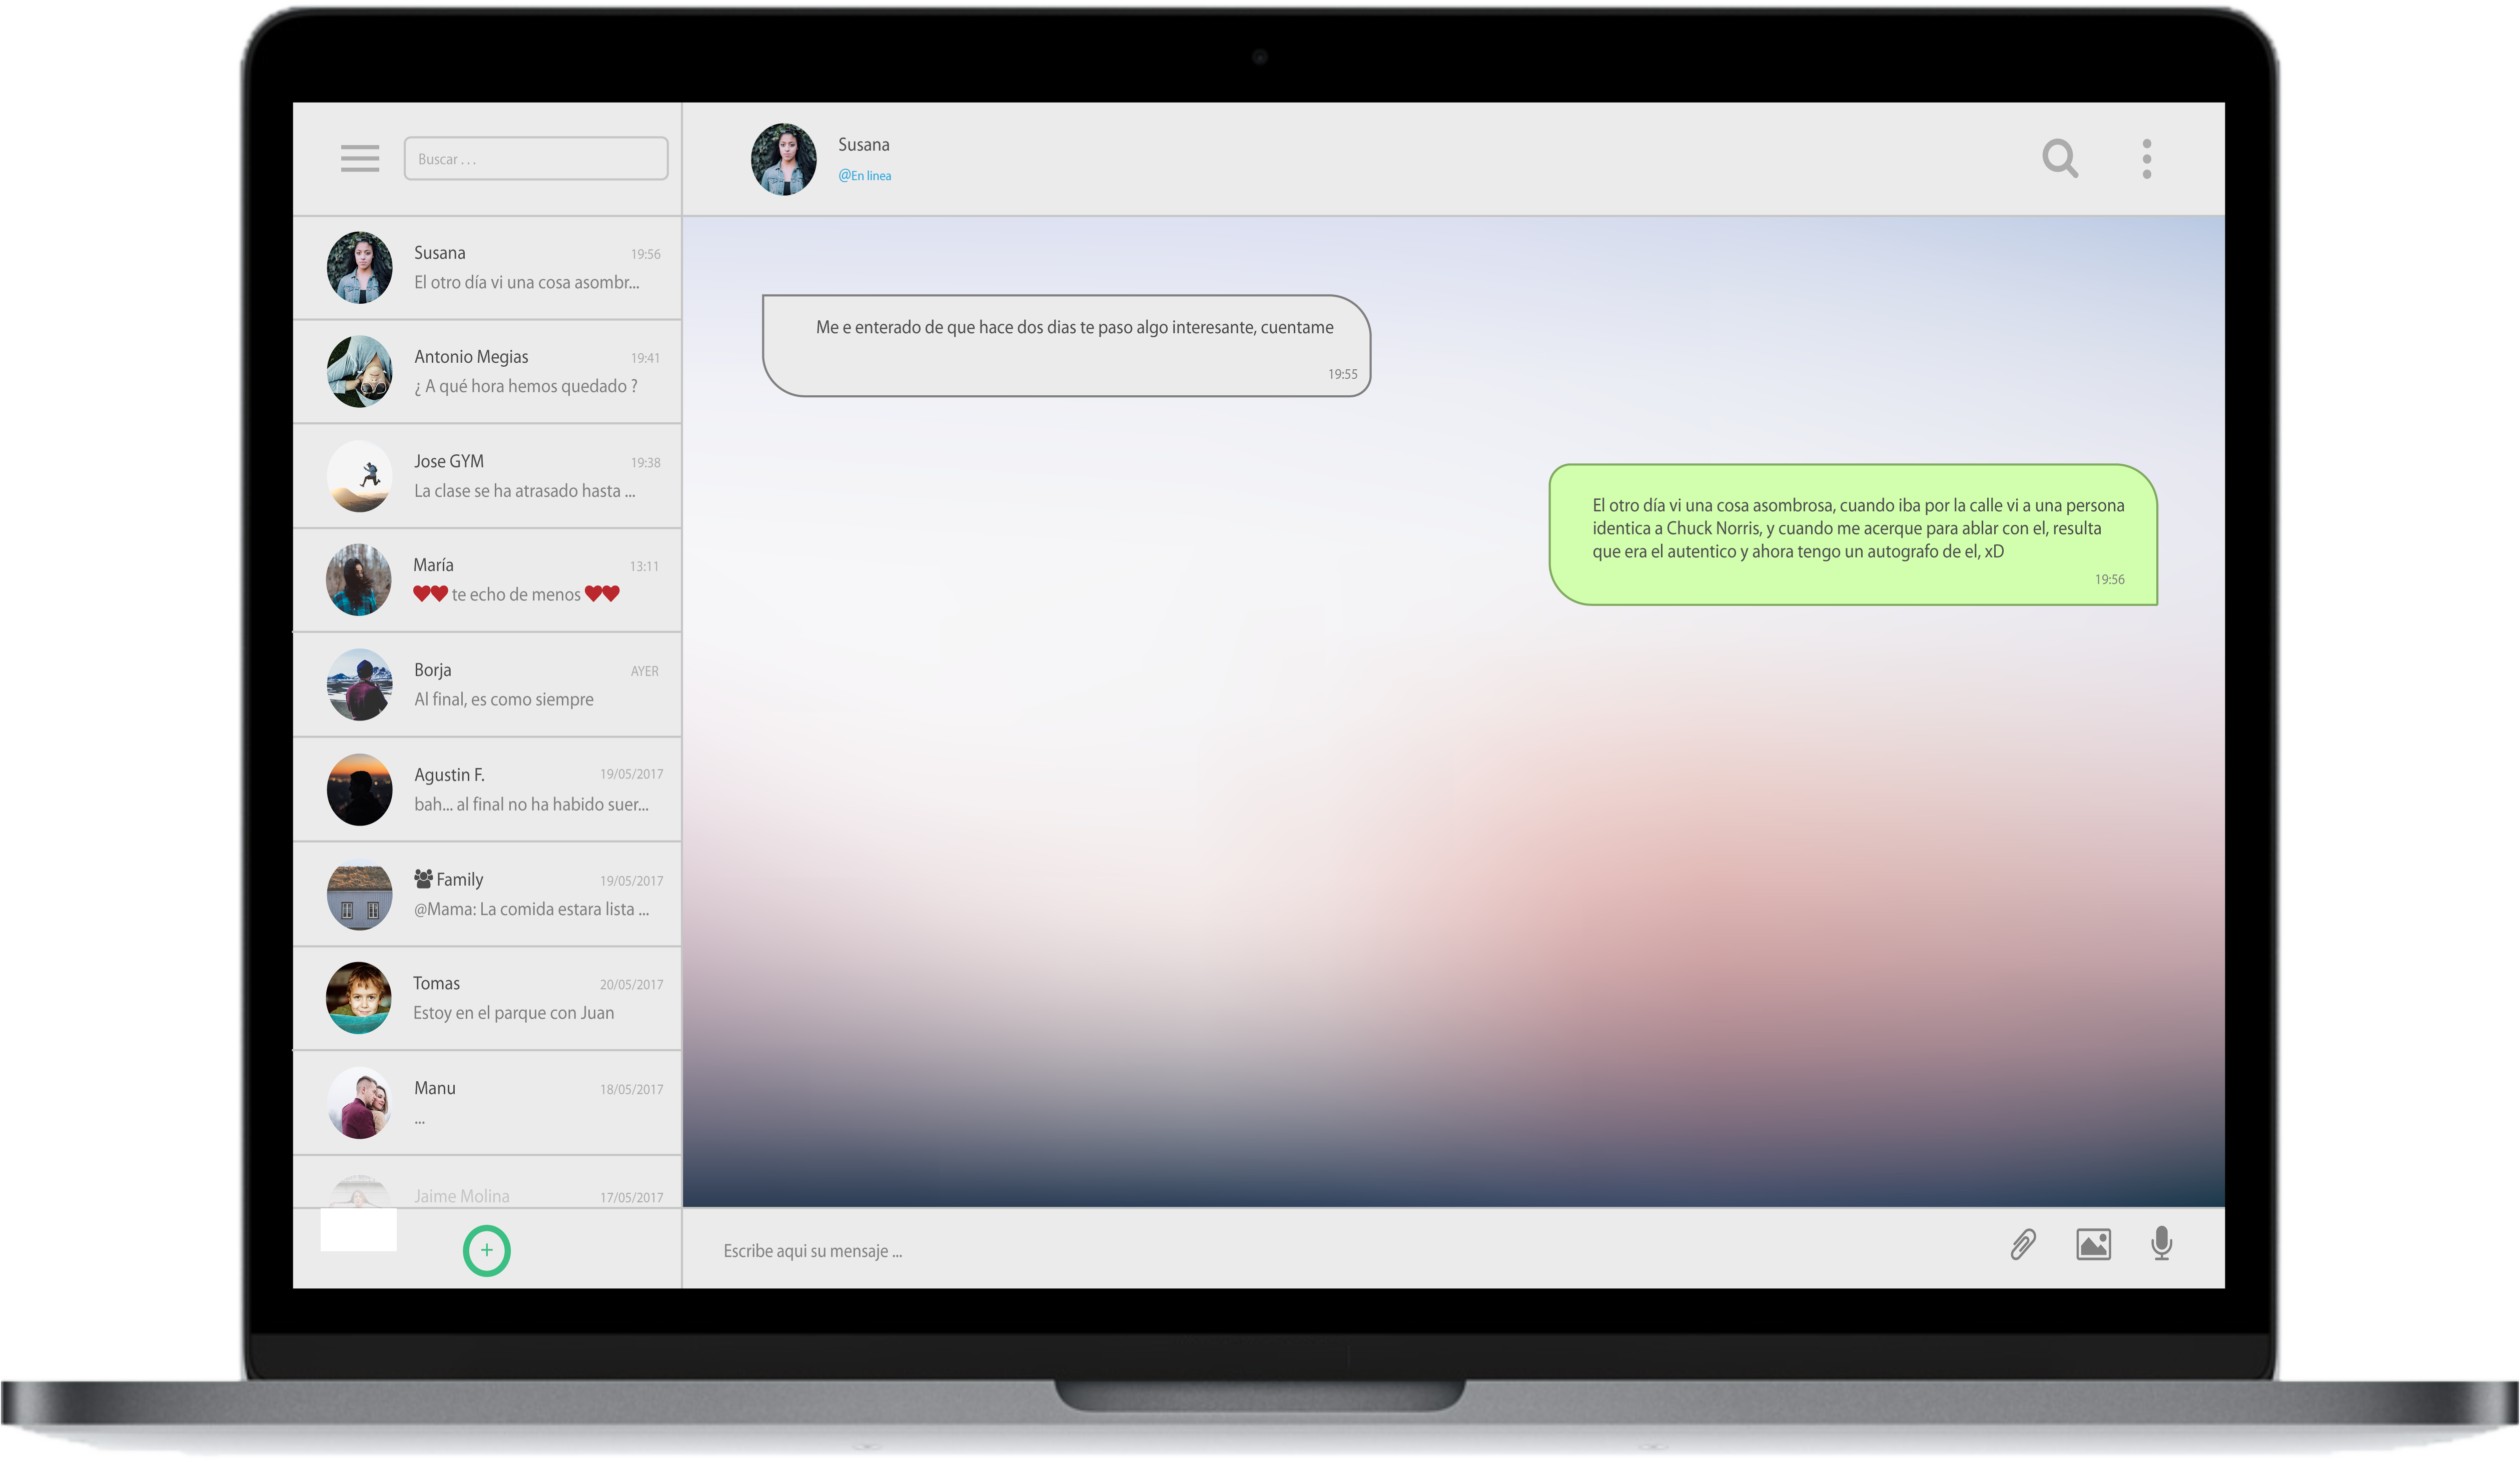 Buscar . . .
Susana
@En linea
Susana 19:56
El otro día vi una cosa asombr...
Antonio Megias 19:41
¿ A qué hora hemos quedado ?
Jose GYM 19:38
La clase se ha atrasado hasta ...
María 13:11
♥♥ te echo de menos ♥♥
Borja AYER
Al final, es como siempre
Agustin F. 19/05/2017
bah... al final no ha habido suer...
Family 19/05/2017
@Mama: La comida estara lista ...
Tomas 20/05/2017
Estoy en el parque con Juan
Manu 18/05/2017
...
Jaime Molina 17/05/2017
+
Me e enterado de que hace dos dias te paso algo interesante, cuentame
19:55
El otro día vi una cosa asombrosa, cuando iba por la calle vi a una persona
identica a Chuck Norris, y cuando me acerque para ablar con el, resulta
que era el autentico y ahora tengo un autografo de el, xD
19:56
Escribe aqui su mensaje ...